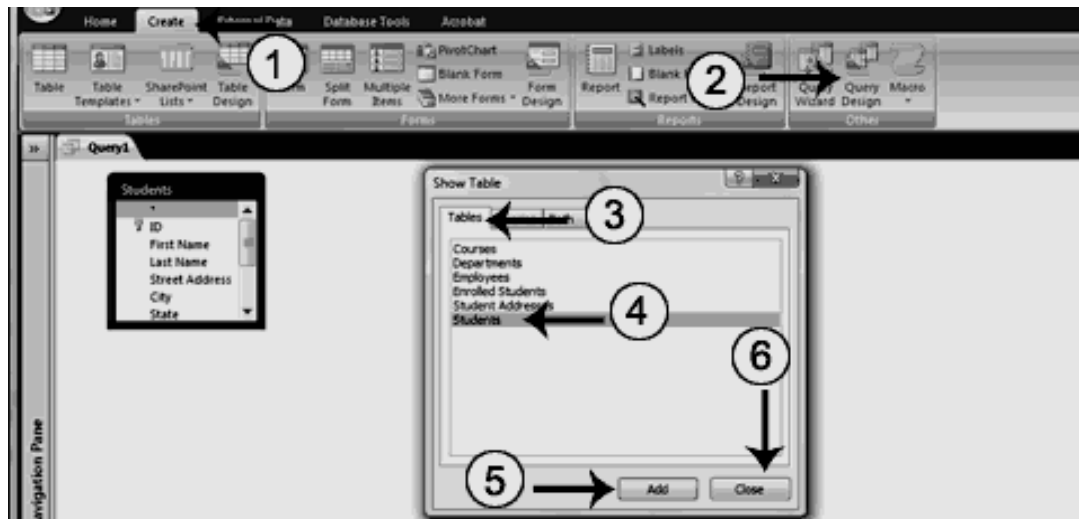 Home Create Data Database Tools Acrobat
1
PivotChart
Blank Form
More Forms
Labels
Blank
Report
2
Table
Table Templates
SharePoint Lists
Table Design
Split Form
Multiple Items
Form Design
Report
Report Design
Query Wizard
Query Design
Macro
Tables Forms Reports Other
Query1
Students
*
ID
First Name
Last Name
Street Address
City
State
Show Table
Tables
3
Courses
Departments
Employees
Enrolled Students
Student Addresses
Students
4
6
5
Add Close